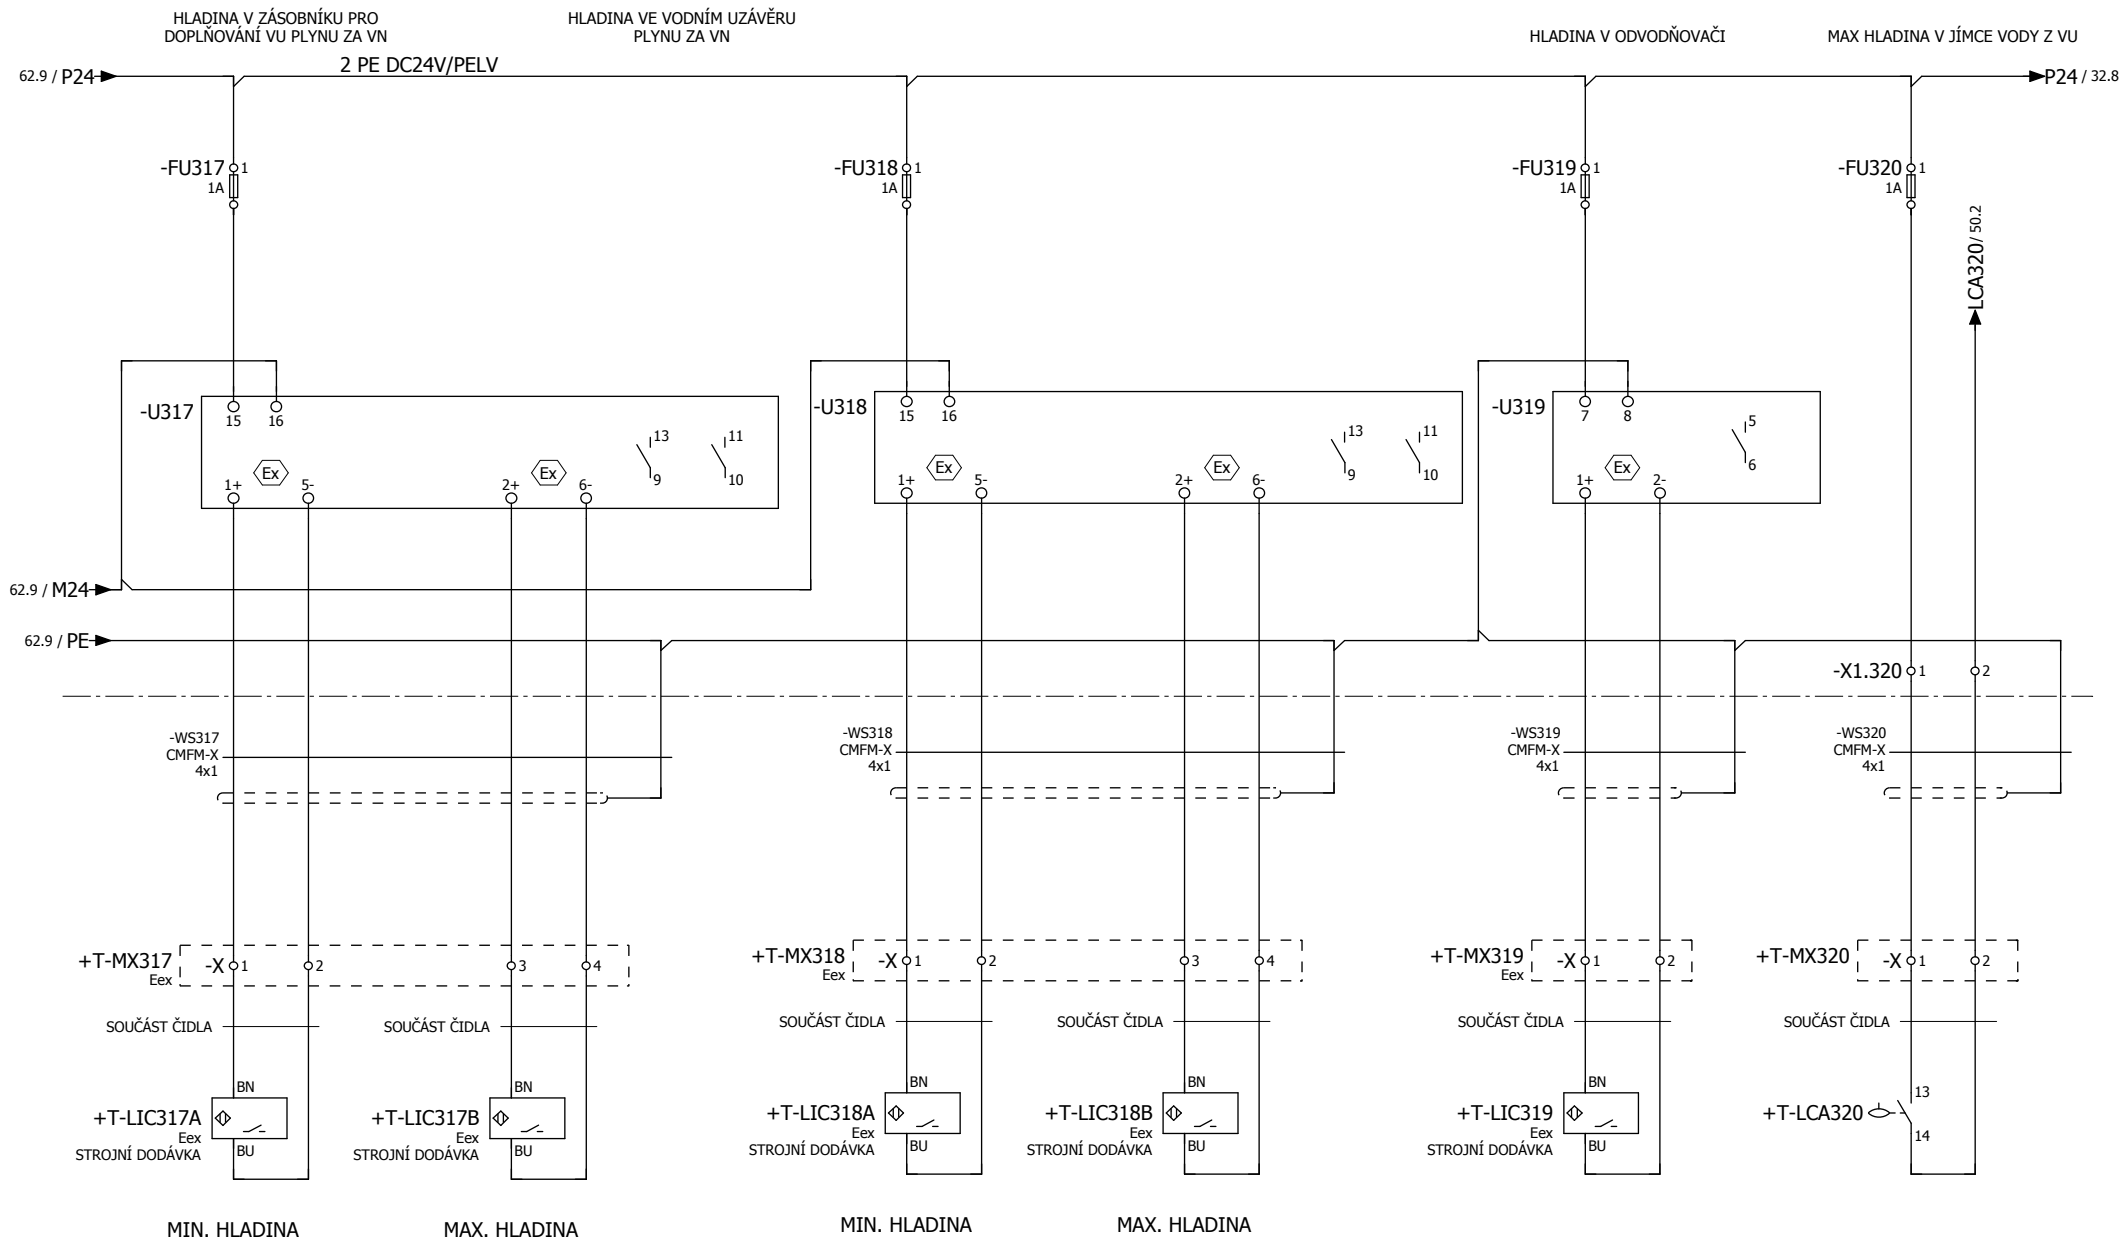 HLADINA V ZÁSOBNÍKU PRO
DOPLŇOVÁNÍ VU PLYNU ZA VN
HLADINA VE VODNÍM UZÁVĚRU
PLYNU ZA VN
HLADINA V ODVODŇOVAČI
MAX HLADINA V JÍMCE VODY Z VU
2 PE DC24V/PELV
62.9 / P24
P24 / 32.8
-FU317 1
1A
-FU318 1
1A
-FU319 1
1A
-FU320 1
1A
LCA320/ 50.2
-U317
15 16
13
9
11
10
Ex
Ex
1+ 5- 2+ 6-
-U318
15 16
13
9
11
10
Ex
Ex
1+ 5- 2+ 6-
-U319
7 8
5
6
Ex
1+ 2-
62.9 / M24
62.9 / PE
-X1.320 1 2
-WS317
CMFM-X
4x1
-WS318
CMFM-X
4x1
-WS319
CMFM-X
4x1
-WS320
CMFM-X
4x1
+T-MX317 -X 1 2 3 4
Eex
+T-MX318 -X 1 2 3 4
Eex
+T-MX319 -X 1 2
Eex
+T-MX320 -X 1 2
SOUČÁST ČIDLA
SOUČÁST ČIDLA
SOUČÁST ČIDLA
SOUČÁST ČIDLA
SOUČÁST ČIDLA
SOUČÁST ČIDLA
BN
+T-LIC317A
Eex
STROJNÍ DODÁVKA
BU
BN
+T-LIC317B
Eex
STROJNÍ DODÁVKA
BU
BN
+T-LIC318A
Eex
STROJNÍ DODÁVKA
BU
BN
+T-LIC318B
Eex
STROJNÍ DODÁVKA
BU
BN
+T-LIC319
Eex
STROJNÍ DODÁVKA
BU
13
+T-LCA320
14
MIN. HLADINA
MAX. HLADINA
MIN. HLADINA
MAX. HLADINA